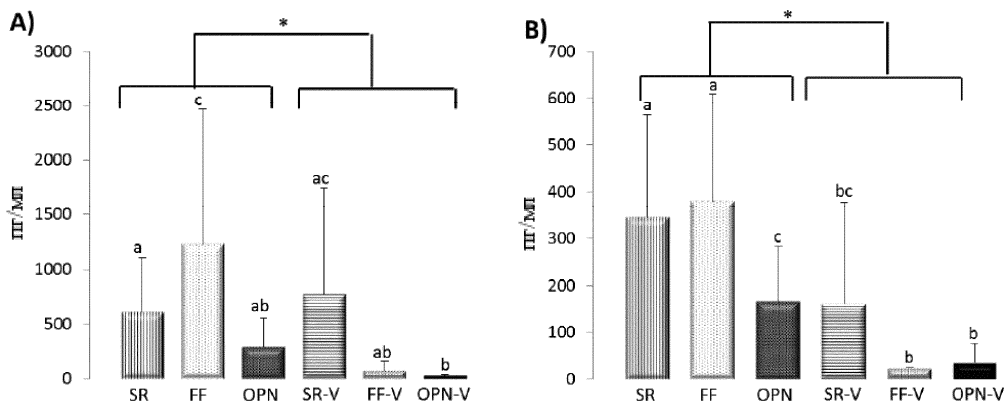 A)
*
3000
2500
2000
1500
1000
500
0
пг/мл
a
c
ab
ac
ab
b
SR
FF
OPN
SR-V
FF-V
OPN-V
B)
*
700
600
500
400
300
200
100
0
пг/мл
a
a
c
bc
b
b
SR
FF
OPN
SR-V
FF-V
OPN-V